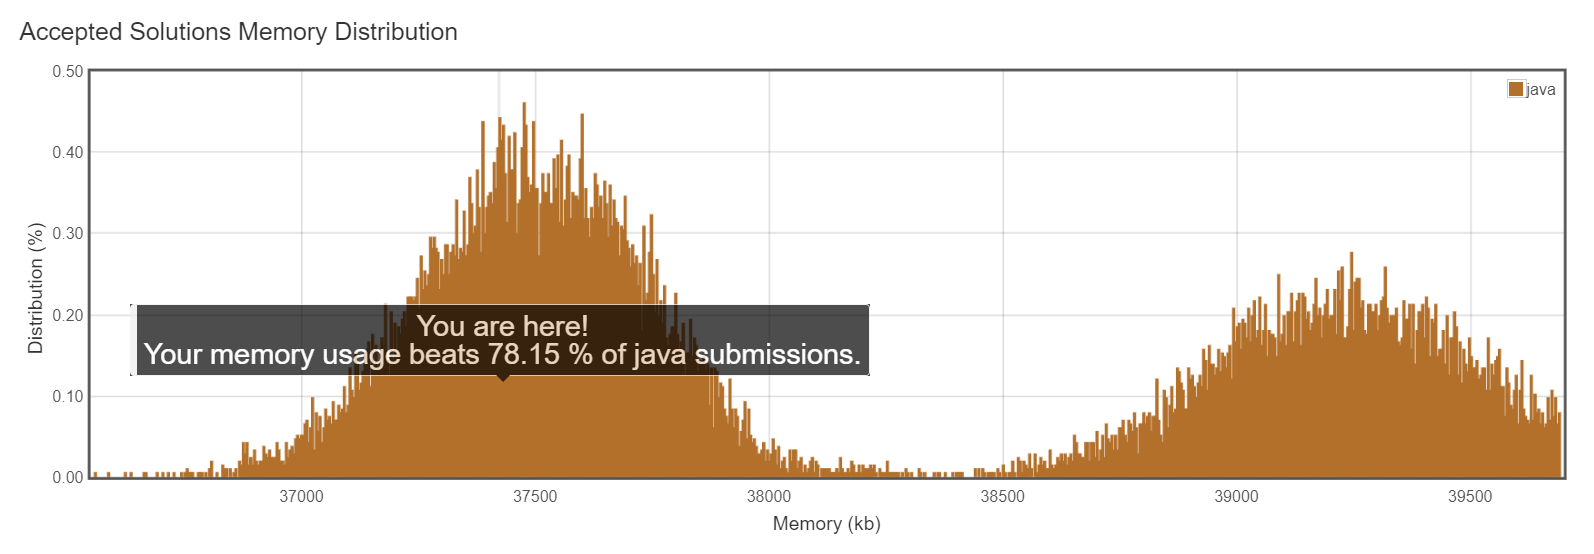 Accepted Solutions Memory Distribution
0.50
java
0.40
0.30
Distribution (%)
0.20
You are here!
Your memory usage beats 78.15 % of java submissions.
0.10
0.00
37000 37500 38000 38500 39000 39500
Memory (kb)